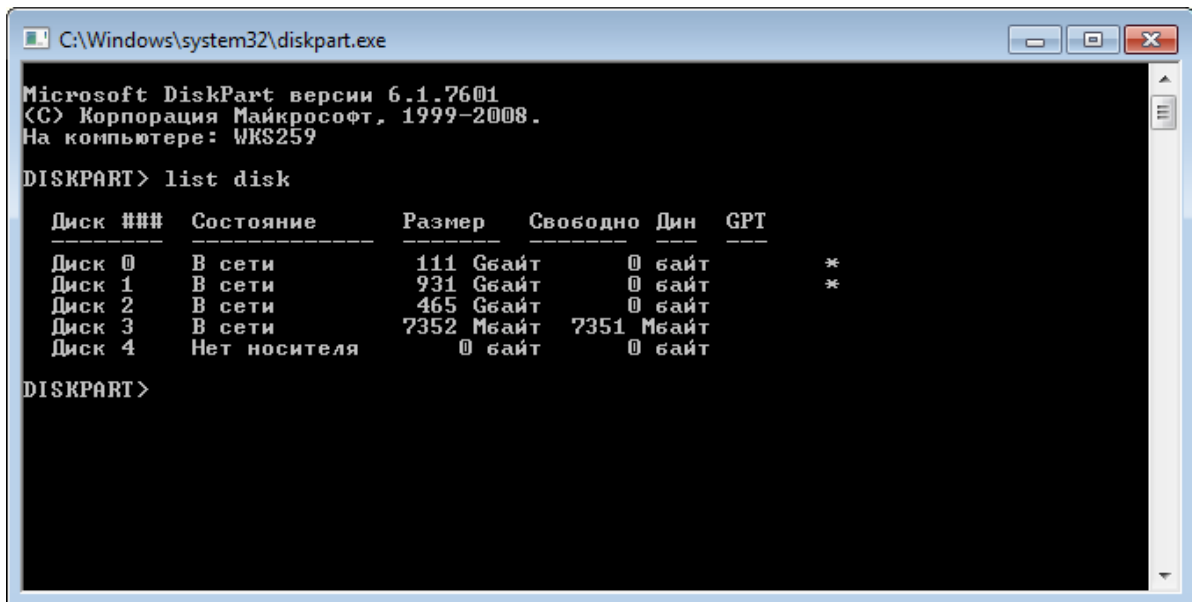 C:\Windows\system32\diskpart.exe
Microsoft DiskPart версии 6.1.7601
(C) Корпорация Майкрософт, 1999-2008.
На компьютере: WKS259
DISKPART> list disk
Диск ### Состояние Размер Свободно Дин GPT
-------- ------------- ------- ------- --- ---
Диск 0 В сети 111 Gбайт 0 байт *
Диск 1 В сети 931 Gбайт 0 байт *
Диск 2 В сети 465 Gбайт 0 байт
Диск 3 В сети 7352 Mбайт 7351 Mбайт
Диск 4 Нет носителя 0 байт 0 байт
DISKPART>